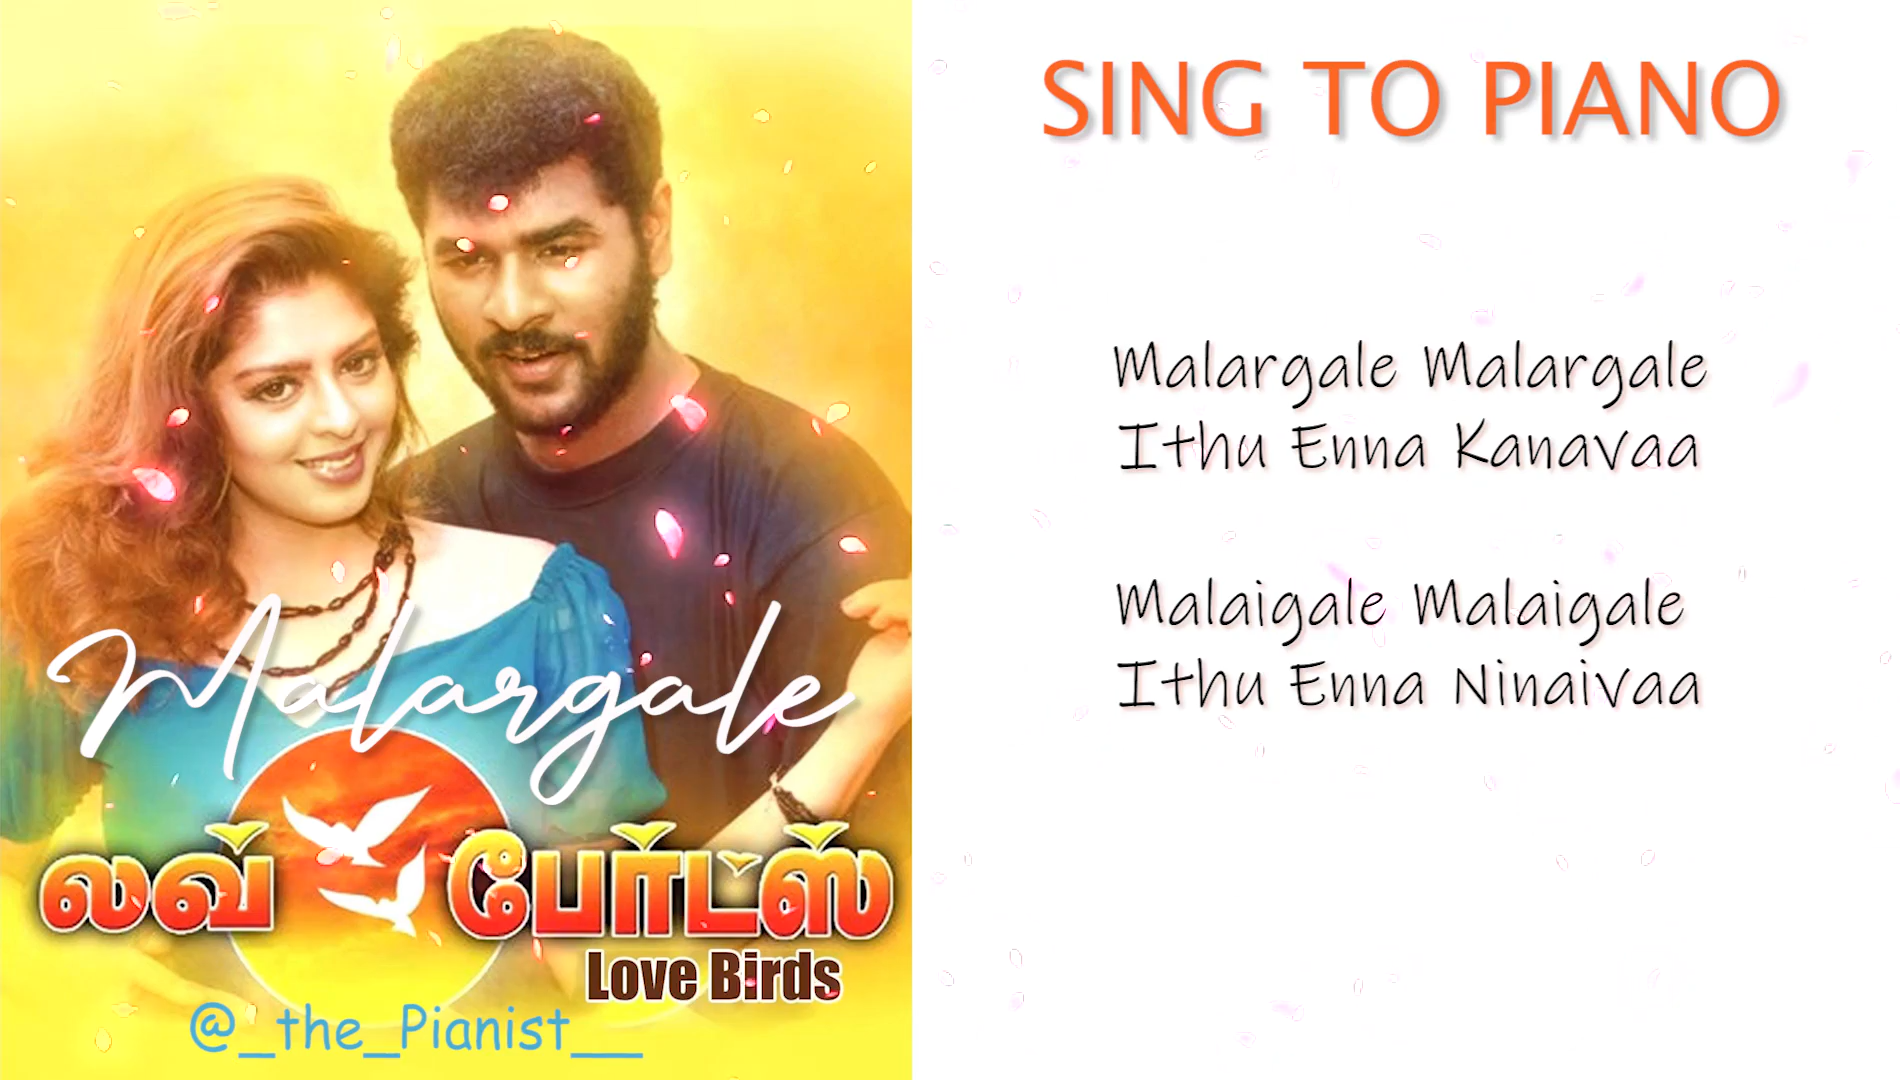 Malargale
லவ் பேர்ட்ஸ்
Love Birds
@_the_Pianist__
SING TO PIANO
Malargale Malargale
Ithu Enna Kanavaa
Malaigale Malaigale
Ithu Enna Ninaivaa